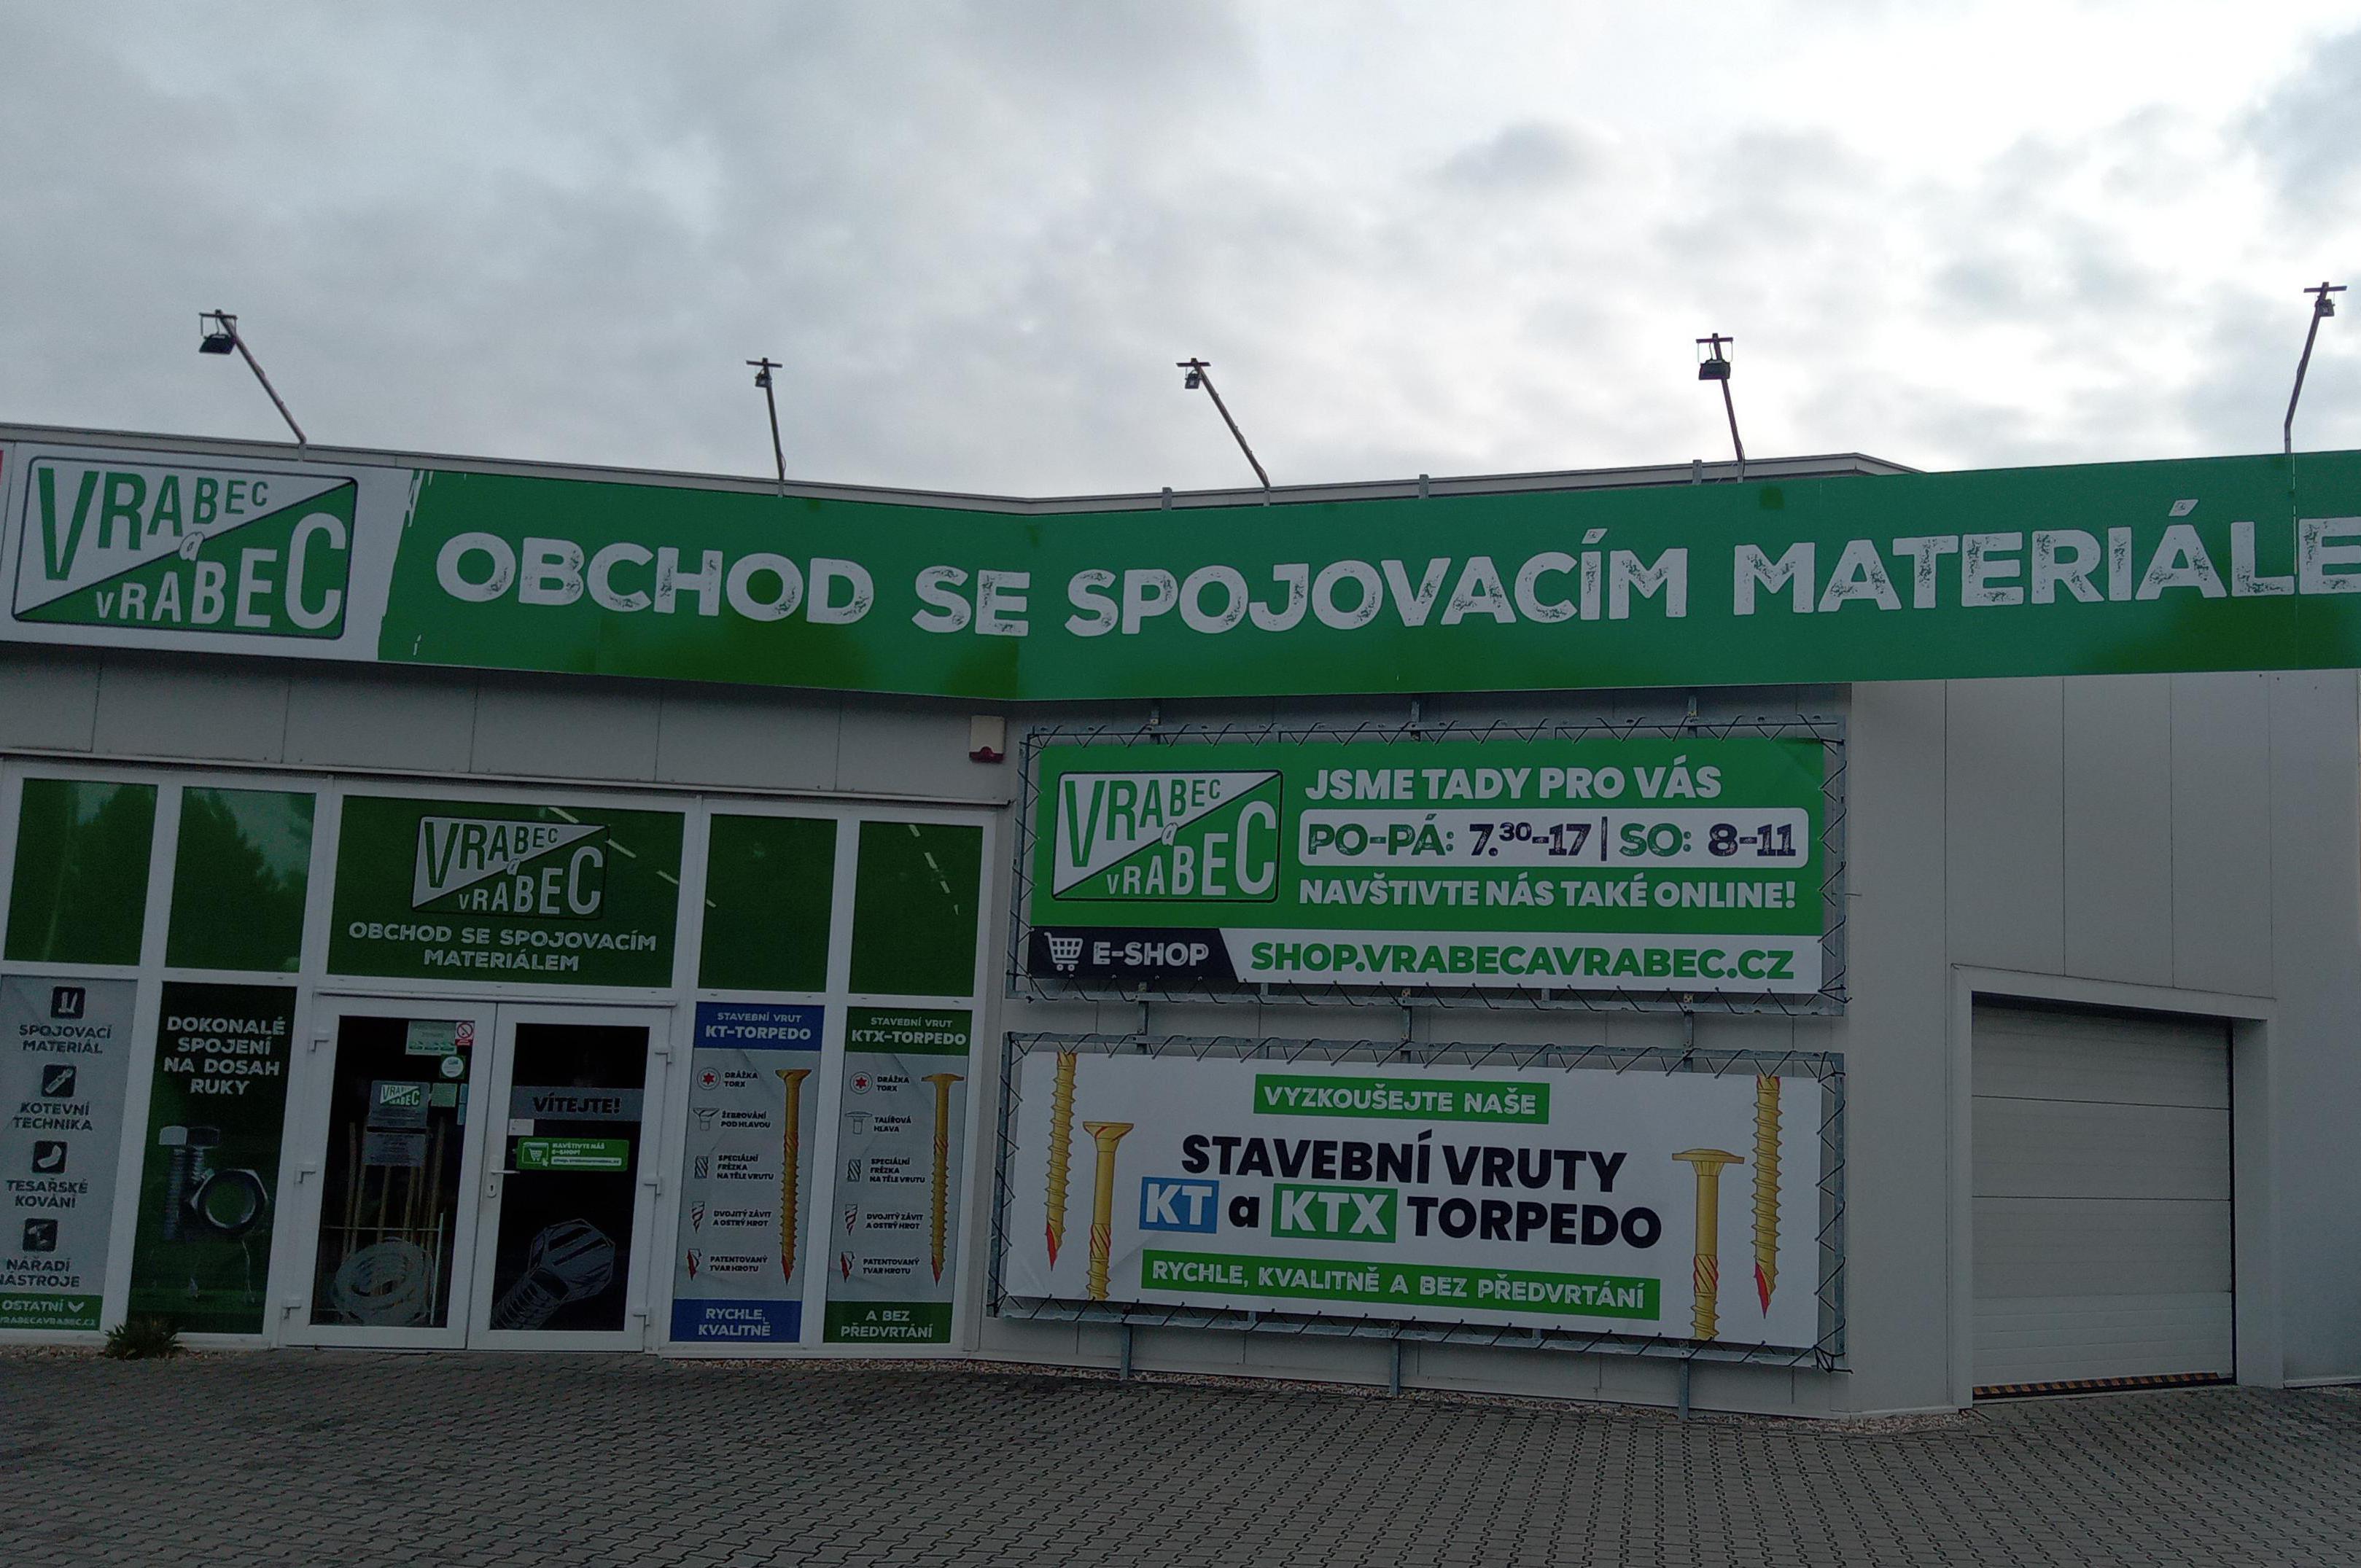 VRABEC
a
VRABEC
OBCHOD SE SPOJOVACÍM MATERIÁLE
VRABEC
a
VRABEC
OBCHOD SE SPOJOVACÍM
MATERIÁLEM
SPOJOVACÍ
MATERIÁL
KOTEVNÍ
TECHNIKA
TESAŘSKÉ
KOVÁNÍ
NÁŘADÍ
NÁSTROJE
OSTATNÍ
VRABECAVRABEC.CZ
DOKONALÉ
SPOJENÍ
NA DOSAH
RUKY
VRABEC
VRABEC
VÍTEJTE!
NAVŠTIVTE NÁŠ
E-SHOP!
STAVEBNÍ VRUT
KT-TORPEDO
DRÁŽKA
TORX
ŽEBROVÁNÍ
POD HLAVOU
SPECIÁLNÍ
FRÉZKA
NA TĚLE VRUTU
DVOJITÝ ZÁVIT
A OSTRÝ HROT
PATENTOVANÝ
TVAR HROTU
RYCHLE,
KVALITNĚ
STAVEBNÍ VRUT
KTX-TORPEDO
DRÁŽKA
TORX
TALÍŘOVÁ
HLAVA
SPECIÁLNÍ
FRÉZKA
NA TĚLE VRUTU
DVOJITÝ ZÁVIT
A OSTRÝ HROT
PATENTOVANÝ
TVAR HROTU
A BEZ
PŘEDVRTÁNÍ
VRABEC
a
VRABEC
JSME TADY PRO VÁS
PO-PÁ: 7.30-17 | SO: 8-11
NAVŠTIVTE NÁS TAKÉ ONLINE!
E-SHOP SHOP.VRABECAVRABEC.CZ
VYZKOUŠEJTE NAŠE
STAVEBNÍ VRUTY
KT a KTX TORPEDO
RYCHLE, KVALITNĚ A BEZ PŘEDVRTÁNÍ